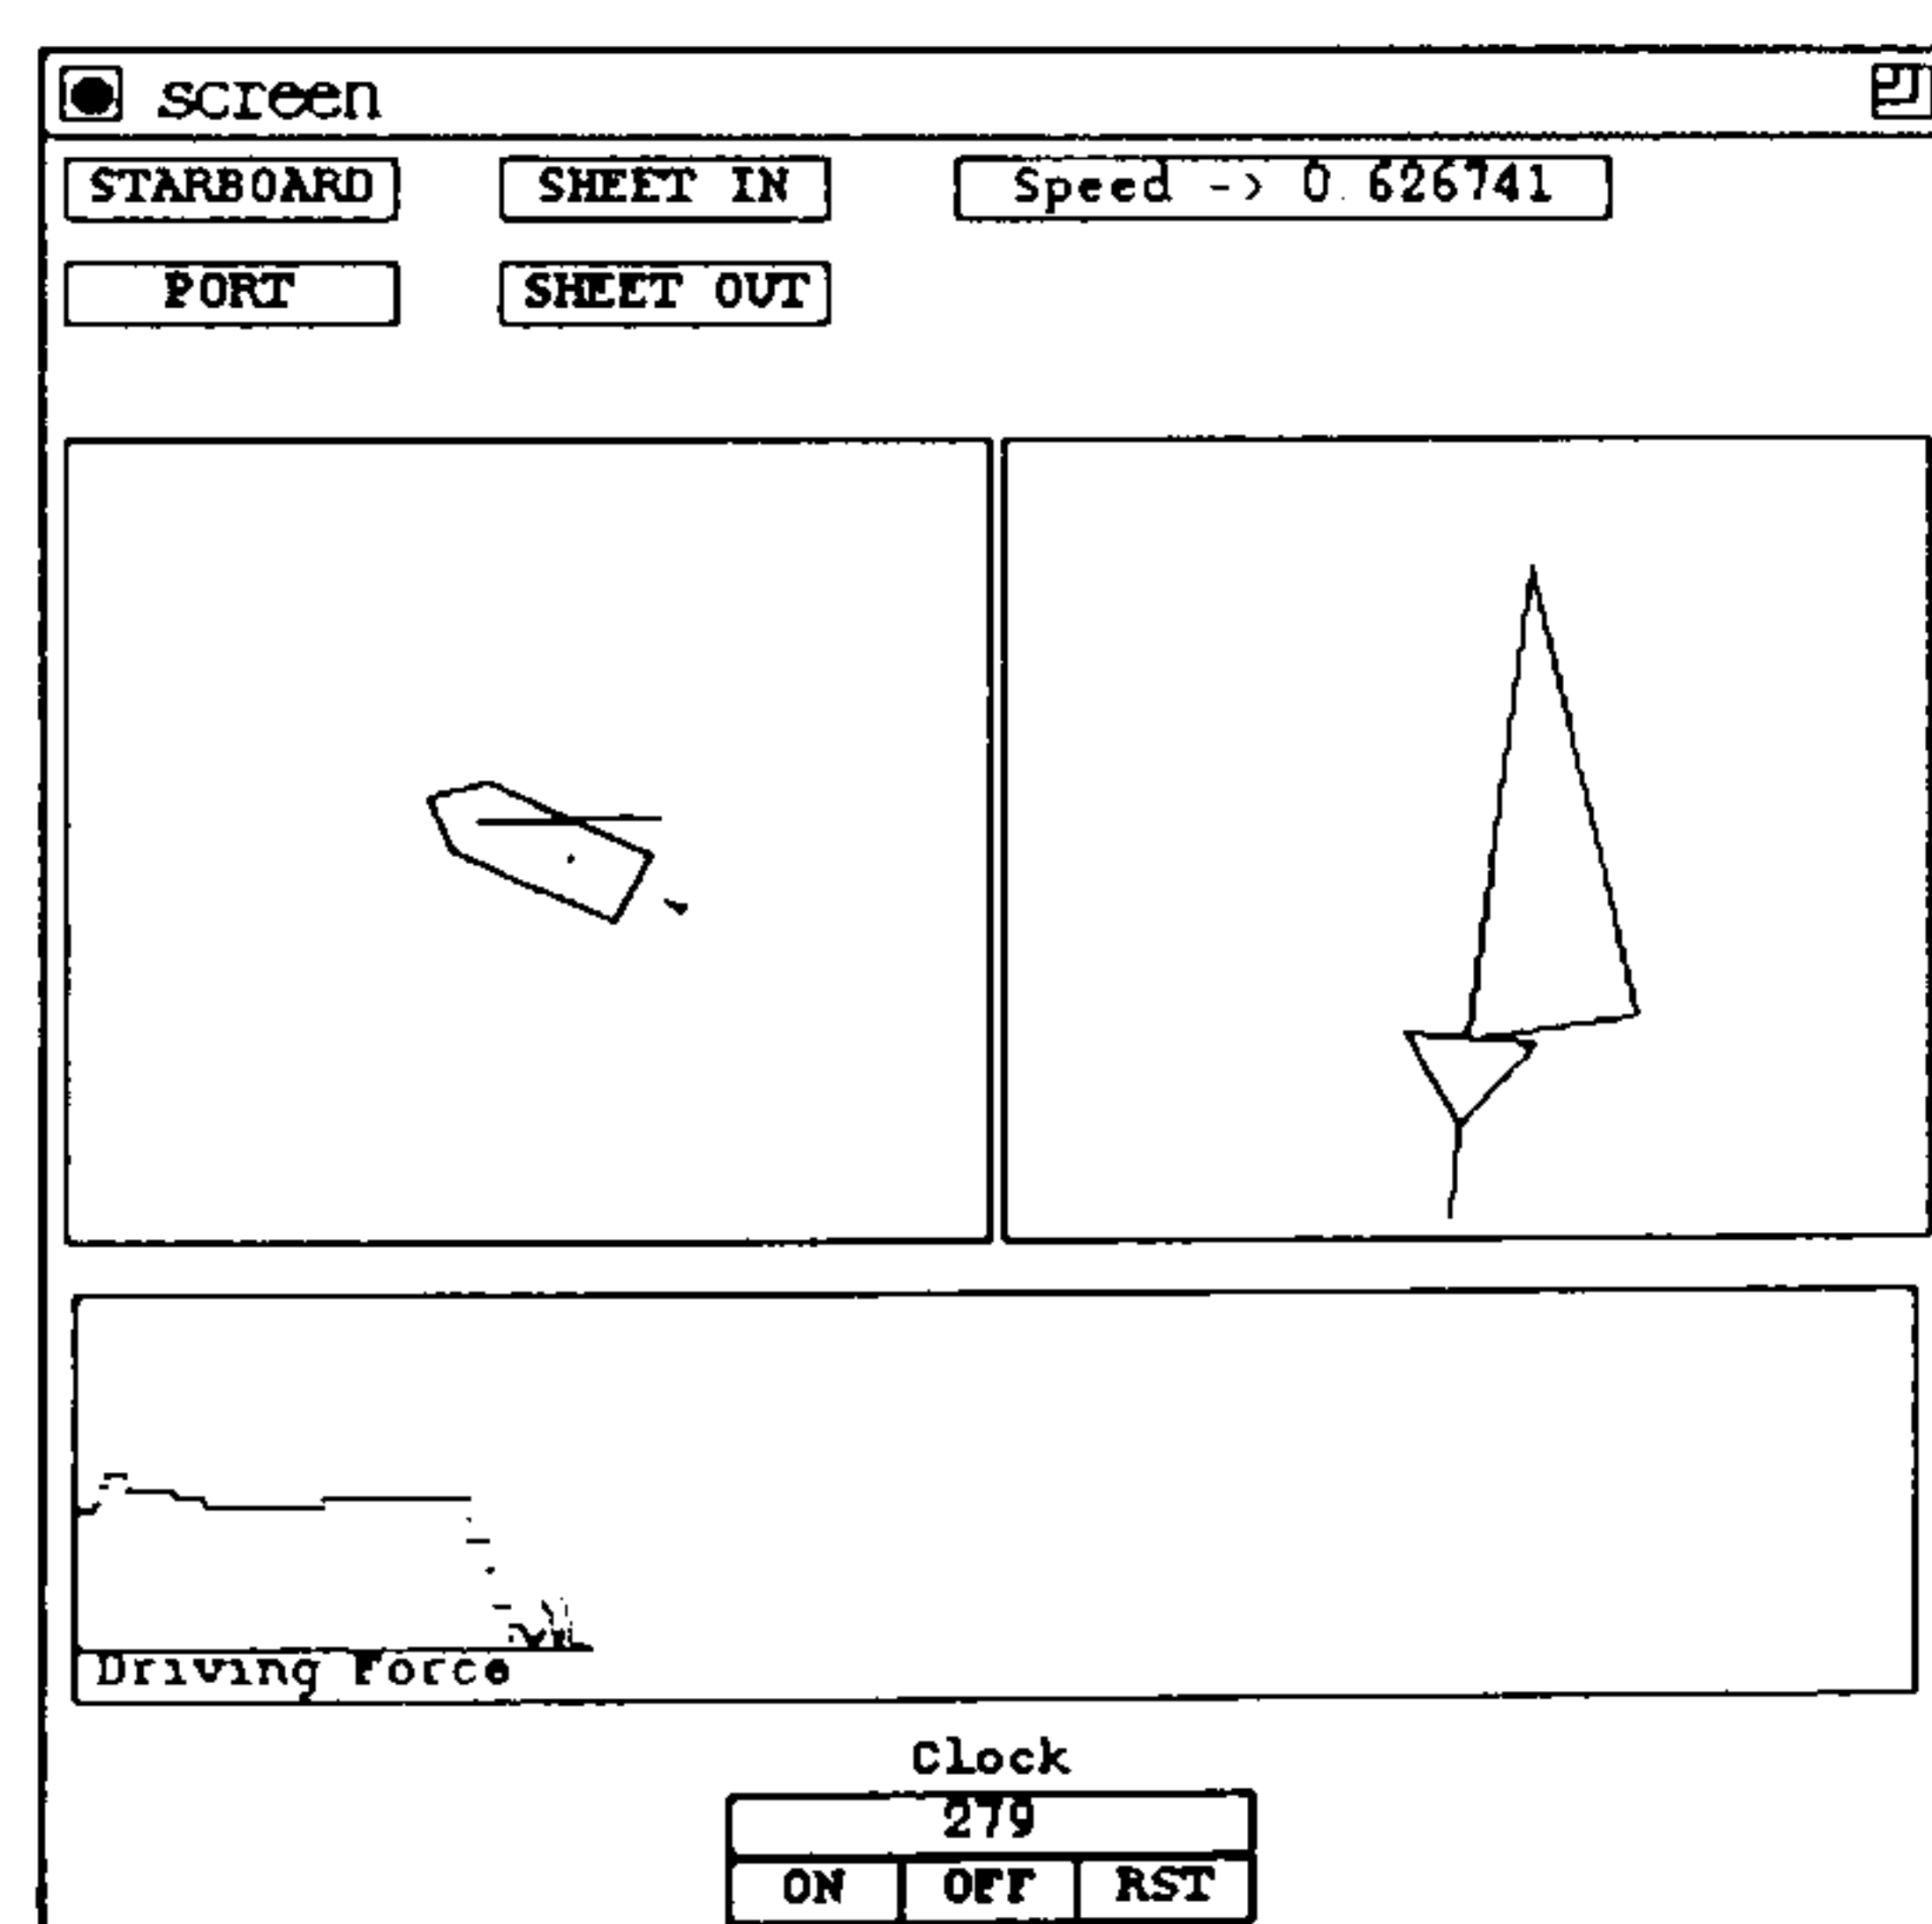 screen
STARBOARD SHEET IN Speed -> 0.626741
PORT SHEET OUT
Driving Force
Clock
279
ON OFF RST